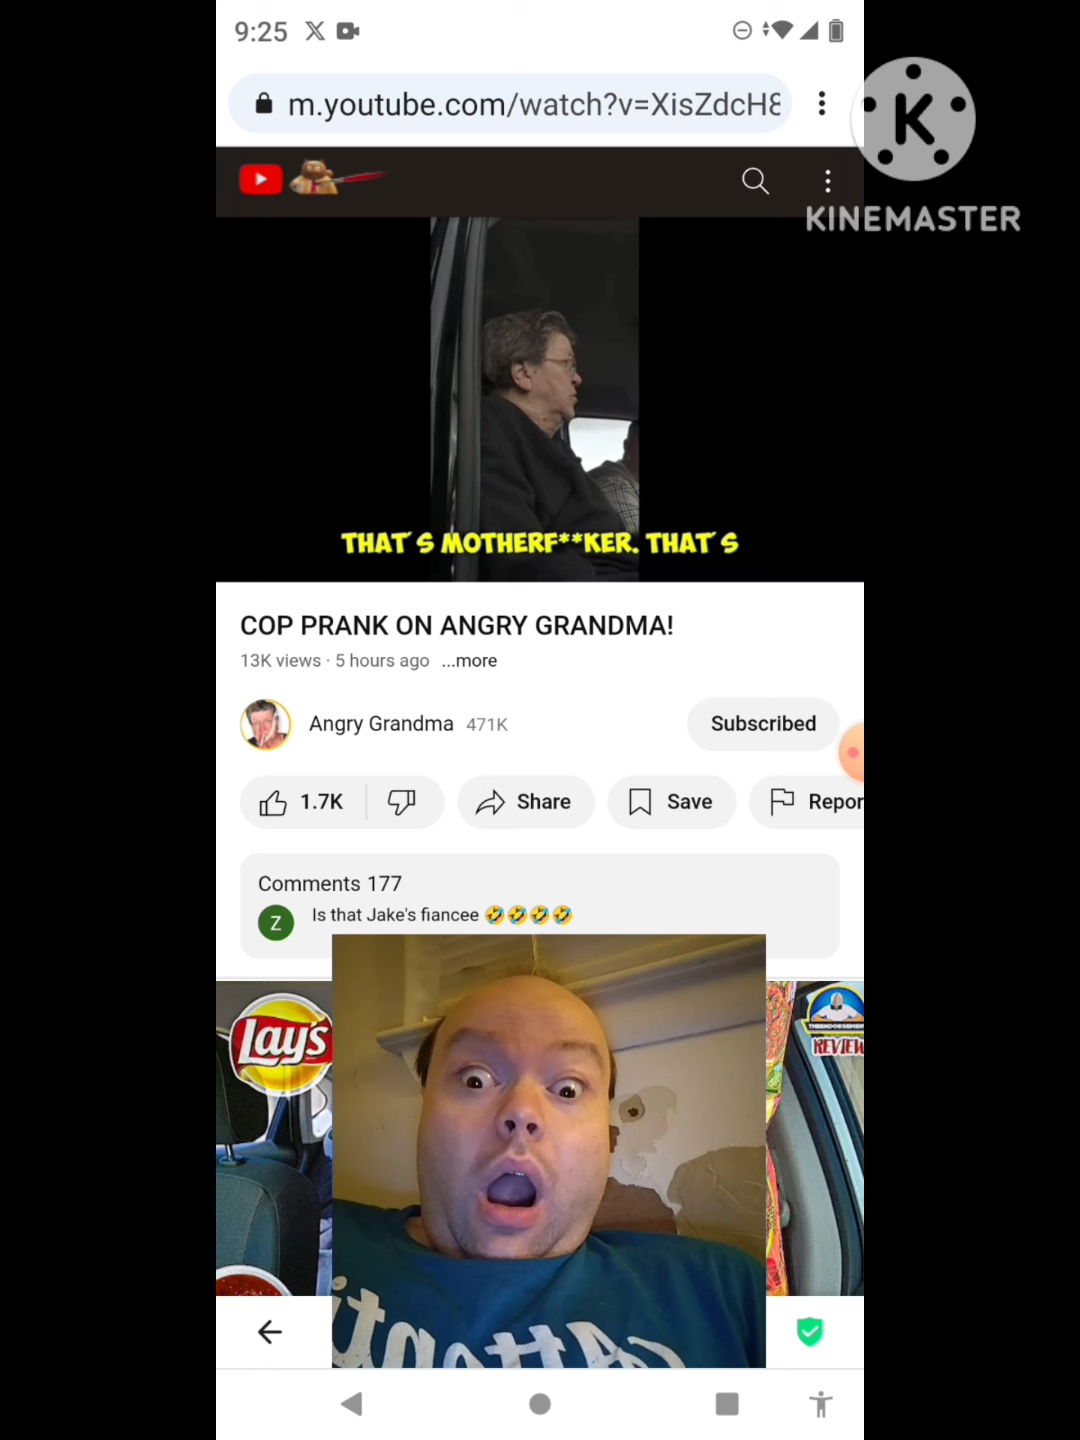 9:25
m.youtube.com/watch?v=XisZdcH8
K
KINEMASTER
THAT'S MOTHERF**KER. THAT'S
COP PRANK ON ANGRY GRANDMA!
13K views · 5 hours ago ...more
Angry Grandma 471K
Subscribed
1.7K
Share
Save
Repor
Comments 177
Z
Is that Jake's fiancee 🤣🤣🤣🤣
Lay's
REVIEW